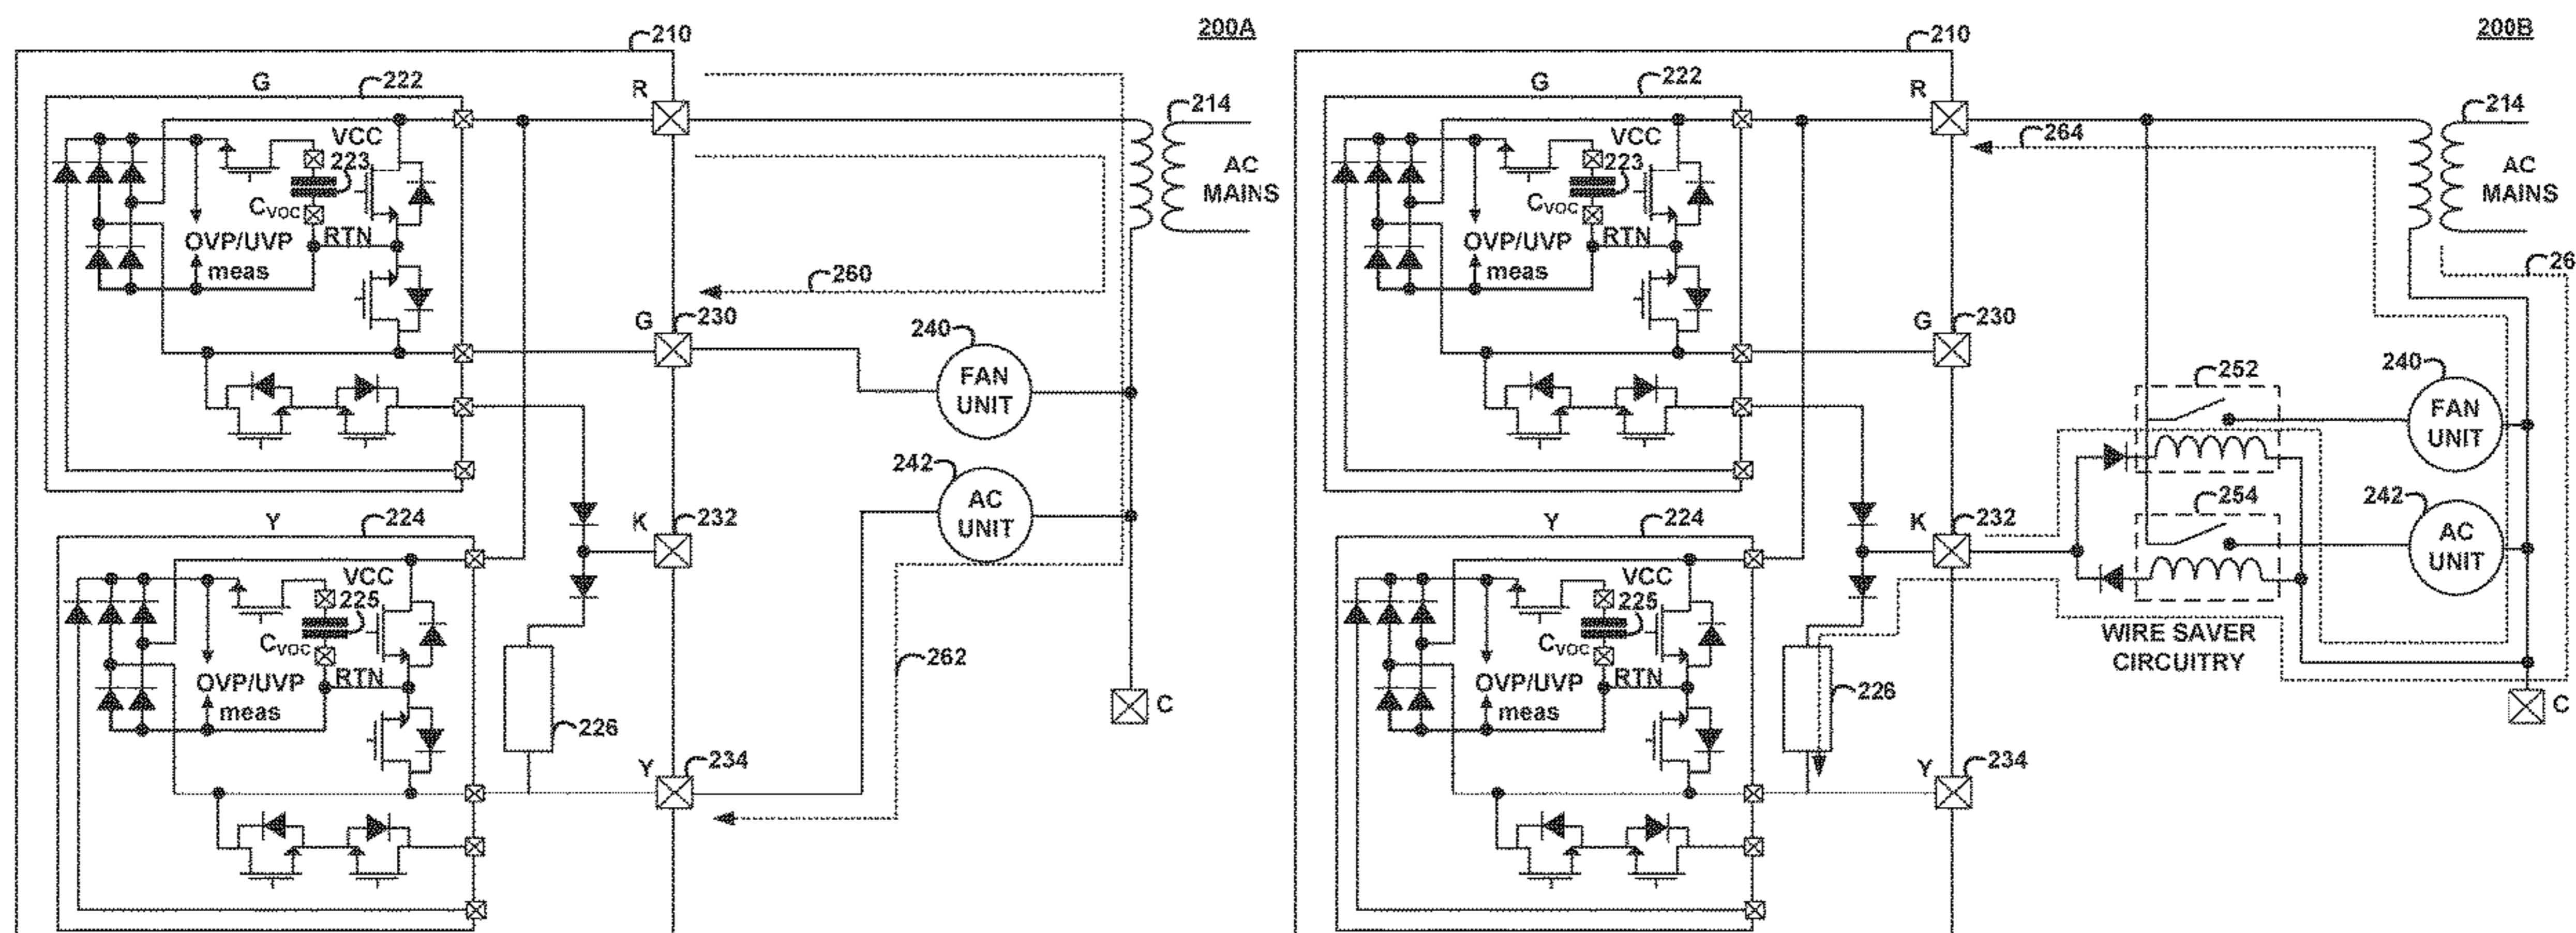 200A
210
G
222
R
214
VCC
223
CVOC
RTN
OVP/UVP
meas
AC
MAINS
260
G
230
240
FAN
UNIT
Y
224
K
232
242
AC
UNIT
VCC
225
CVOC
RTN
OVP/UVP
meas
226
262
C
Y
234
200B
210
G
222
R
264
214
VCC
223
CVOC
RTN
OVP/UVP
meas
AC
MAINS
26
G
230
252
240
FAN
UNIT
Y
224
K
232
254
242
AC
UNIT
VCC
225
CVOC
RTN
OVP/UVP
meas
WIRE SAVER
CIRCUITRY
226
C
Y
234